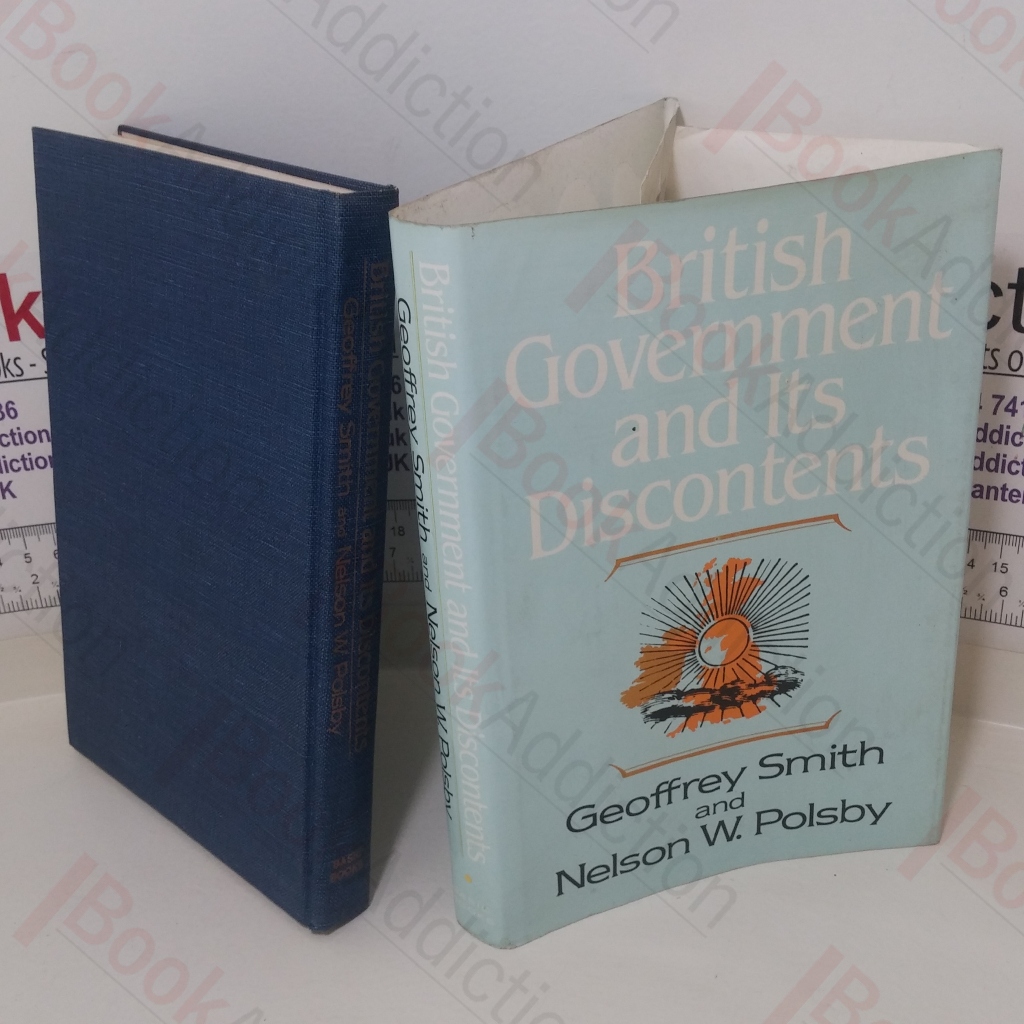 British
Government
and Its
Discontents
Geoffrey Smith
and
Nelson W. Polsby
British Government and Its Discontents
Geoffrey Smith and Nelson W. Polsby
British Government and Its Discontents
Geoffrey Smith and Nelson W. Polsby
BASIC
BOOKS
BookAddiction